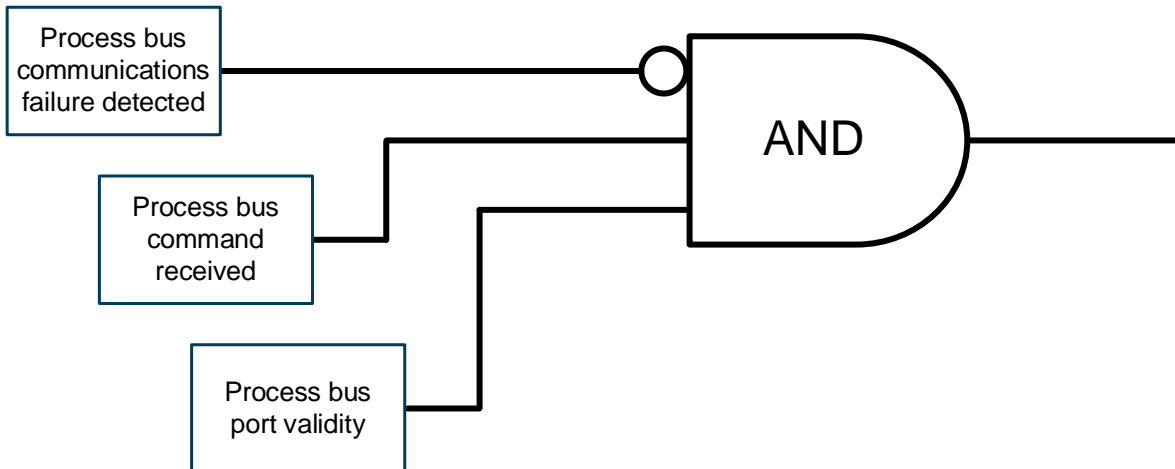 Process bus
communications
failure detected
AND
Process bus
command
received
Process bus
port validity